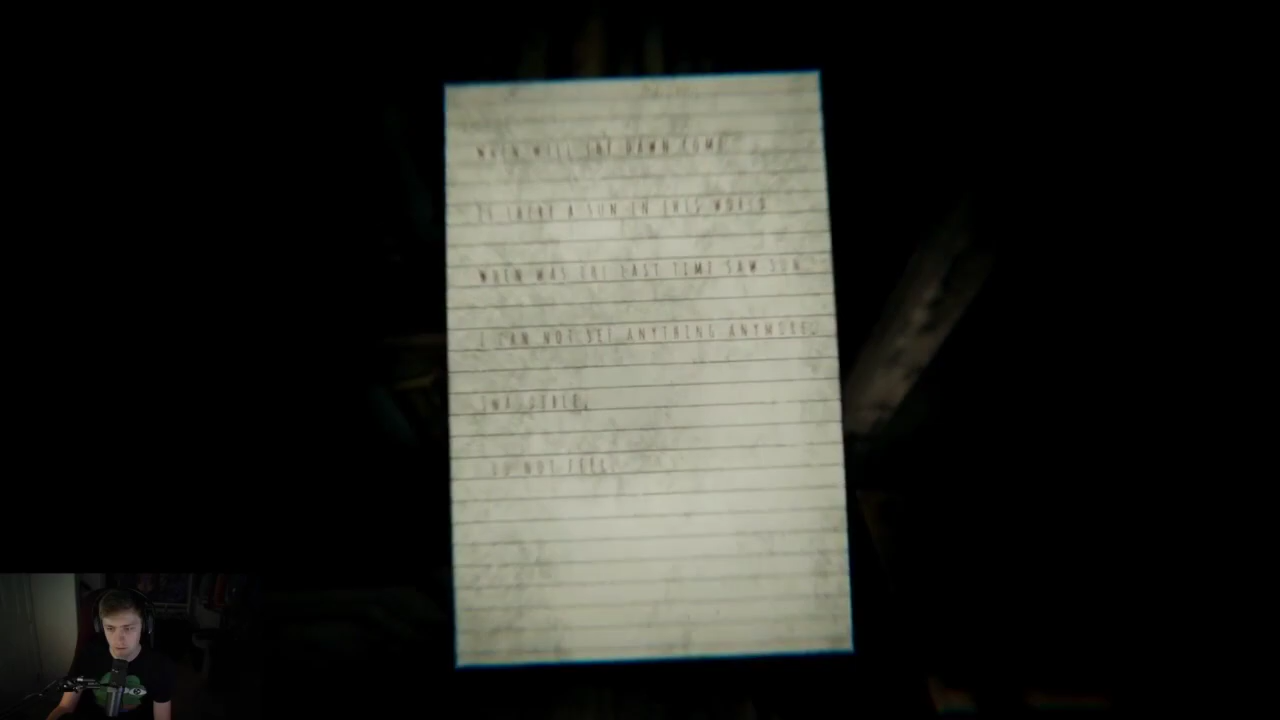 WHEN WILL THE DAWN COME
IS THERE A SUN IN THIS WORLD
WHEN WAS THE LAST TIME SAW SUN
I CAN NOT SEE ANYTHING ANYMORE.
DO NOT FEEL